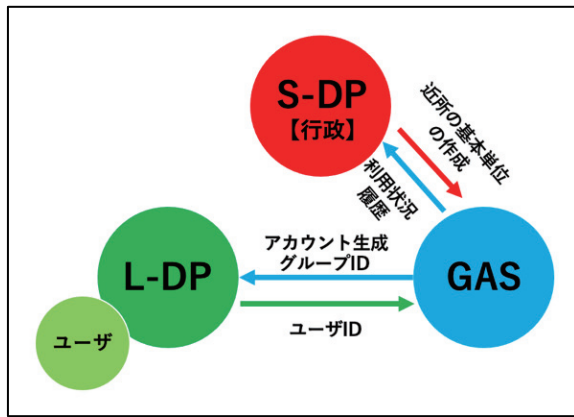 S-DP
【行政】
近所の基本単位
の作成
利用状況
履歴
アカウント生成
グループID
L-DP
GAS
ユーザID
ユーザ